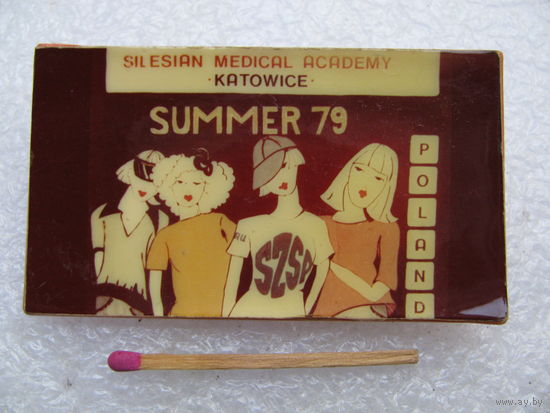 SILESIAN MEDICAL ACADEMY
·KATOWICE·
SUMMER 79
POLAND
SZSP
www.ay.by